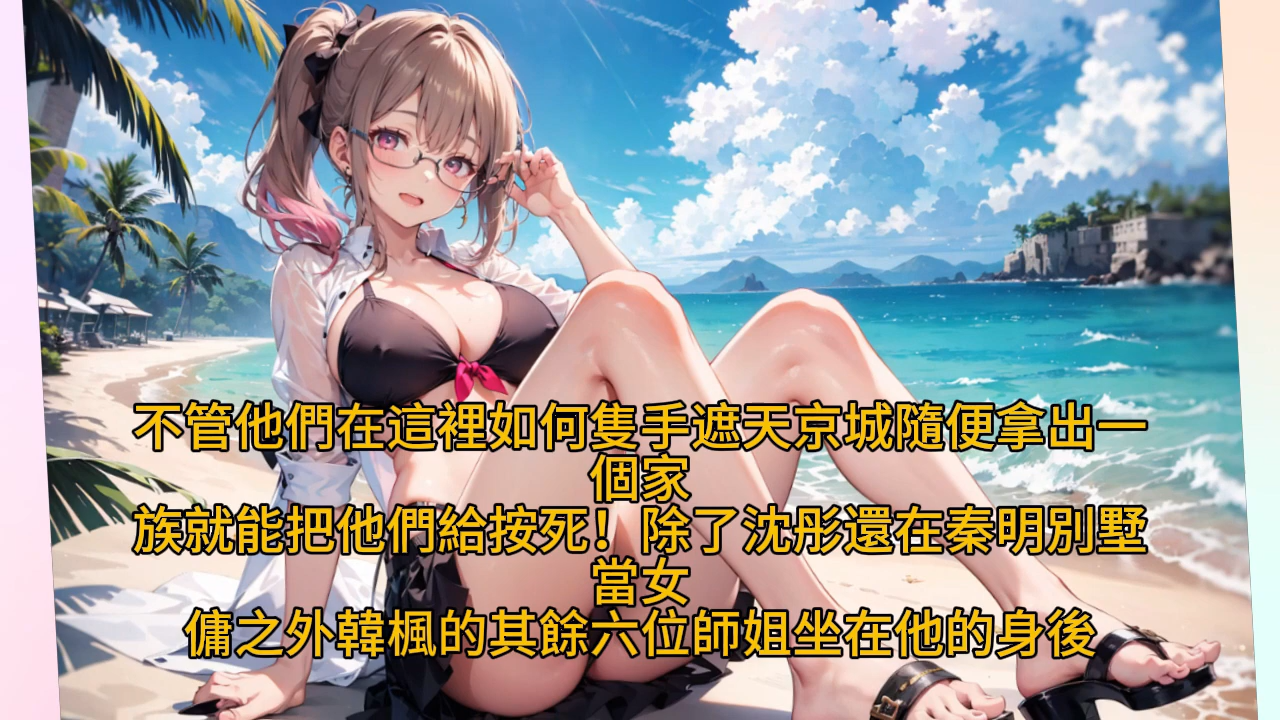 不管他們在這裡如何隻手遮天京城隨便拿出一
個家
族就能把他們給按死！除了沈彤還在秦明別墅
當女
傭之外韓楓的其餘六位師姐坐在他的身後